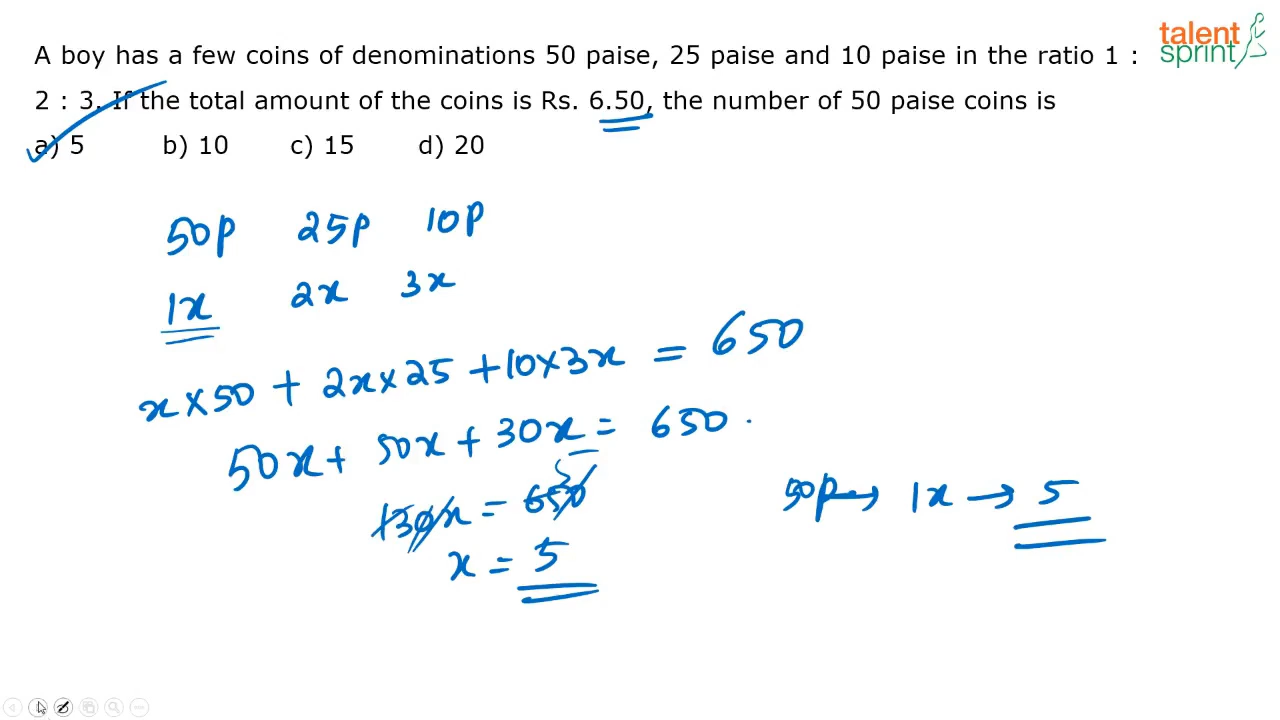 talent
sprint
A boy has a few coins of denominations 50 paise, 25 paise and 10 paise in the ratio 1 :
2 : 3. If the total amount of the coins is Rs. 6.50, the number of 50 paise coins is
a) 5 b) 10 c) 15 d) 20
50p 25p 10p
1x 2x 3x
x × 50 + 2x × 25 + 10 × 3x = 650
50x + 50x + 30x = 650
5
130x = 650
50p → 1x → 5
x = 5